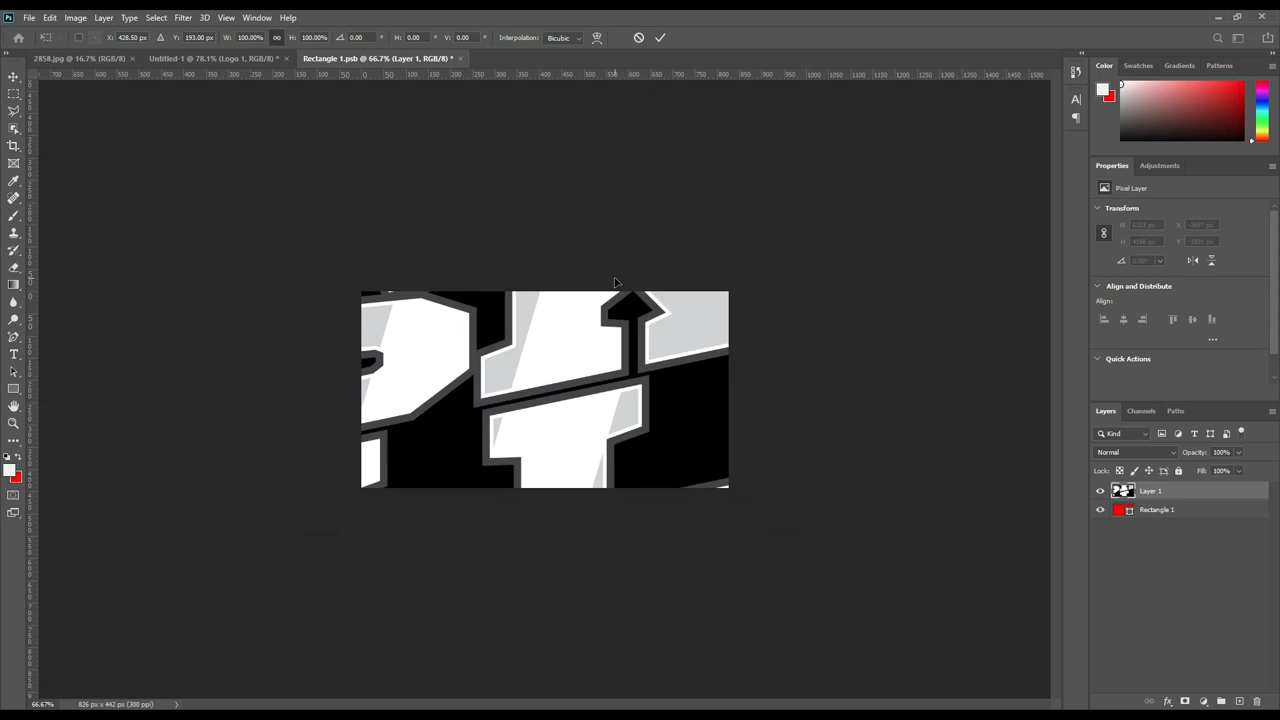 File Edit Image Layer Type Select Filter 3D View Window Help
X: 428.50 px Y: 193.00 px W: 100.00% H: 100.00% 0.00 ° H: 0.00 ° V: 0.00 ° Interpolation: Bicubic
2858.jpg @ 16.7% (RGB/8) × Untitled-1 @ 78.1% (Logo 1, RGB/8) * × Rectangle 1.psb @ 66.7% (Layer 1, RGB/8) * ×
Color Swatches Gradients Patterns
Properties Adjustments
Pixel Layer
Transform
0.00°
Align and Distribute
Align:
Quick Actions
Layers Channels Paths
Kind
Normal Opacity: 100%
Lock: Fill: 100%
Layer 1
Rectangle 1
66.67% 826 px x 442 px (300 ppi)